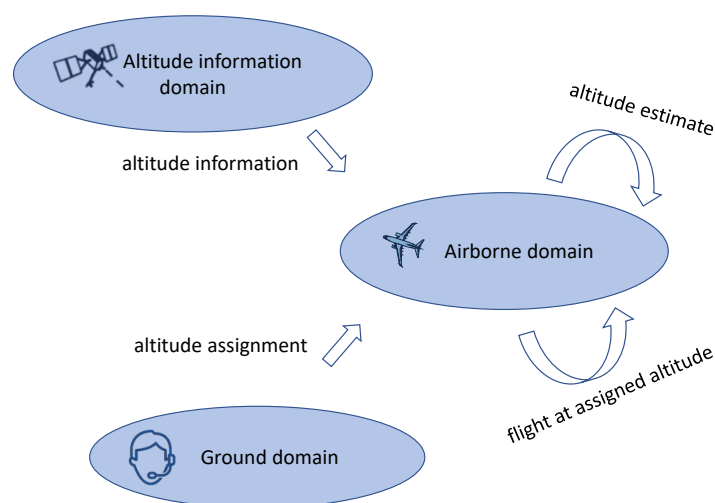 Altitude information
domain
altitude estimate
altitude information
Airborne domain
altitude assignment
flight at assigned altitude
Ground domain